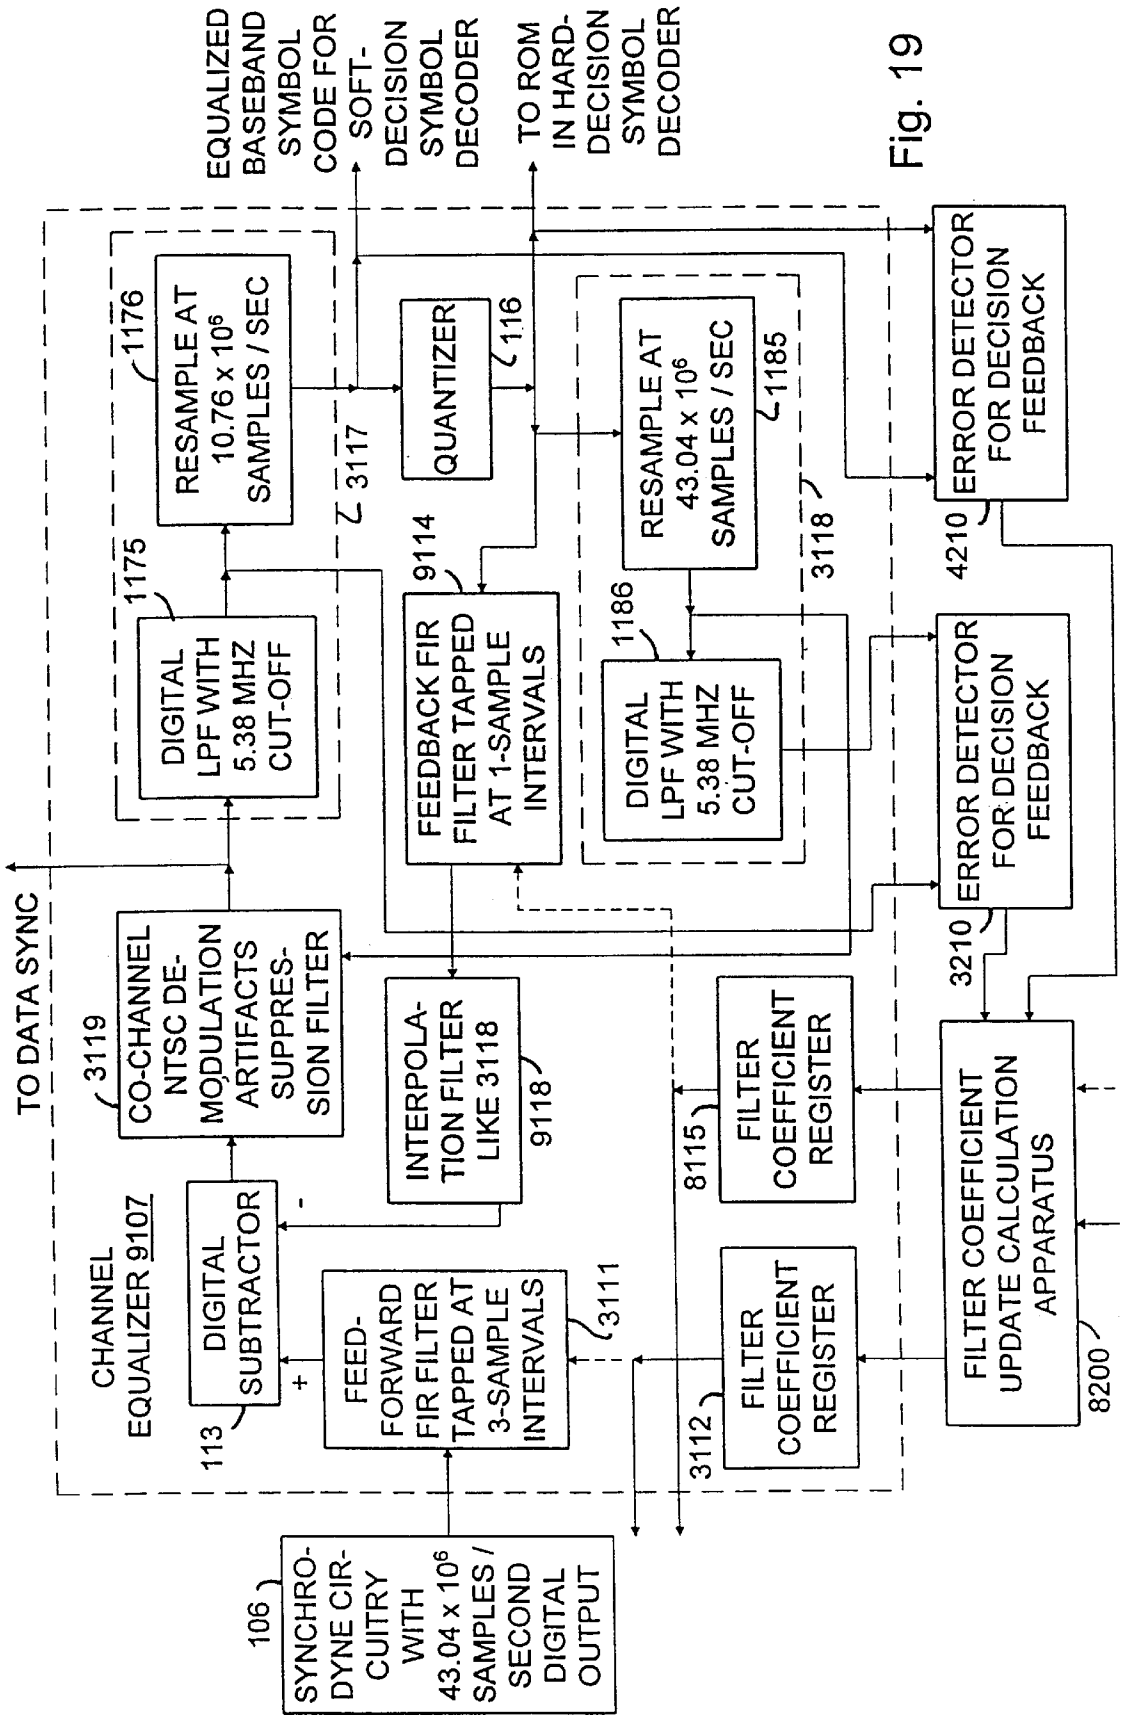 TO DATA SYNC
CHANNEL
EQUALIZER 9107
3119
CO-CHANNEL
NTSC DE-
MODULATION
ARTIFACTS
SUPPRES-
SION FILTER
1175
DIGITAL
LPF WITH
5.38 MHZ
CUT-OFF
1176
RESAMPLE AT
10.76 x 10⁶
SAMPLES / SEC
3117
EQUALIZED
BASEBAND
SYMBOL
CODE FOR
SOFT-
DECISION
SYMBOL
DECODER
113
DIGITAL
SUBTRACTOR
+
-
QUANTIZER
116
TO ROM
IN HARD-
DECISION
SYMBOL
DECODER
106
SYNCHRO-
DYNE CIR-
CUITRY WITH
43.04 x 10⁶
SAMPLES /
SECOND
DIGITAL
OUTPUT
FEED-
FORWARD
FIR FILTER
TAPPED AT
3-SAMPLE
INTERVALS
3111
INTERPOLA-
TION FILTER
LIKE 3118
9118
9114
FEEDBACK FIR
FILTER TAPPED
AT 1-SAMPLE
INTERVALS
1186
DIGITAL
LPF WITH
5.38 MHZ
CUT-OFF
RESAMPLE AT
43.04 x 10⁶
SAMPLES / SEC
1185
3118
3112
FILTER
COEFFICIENT
REGISTER
8115
FILTER
COEFFICIENT
REGISTER
3210
ERROR DETECTOR
FOR DECISION
FEEDBACK
4210
ERROR DETECTOR
FOR DECISION
FEEDBACK
FILTER COEFFICIENT
UPDATE CALCULATION
APPARATUS
8200
Fig. 19